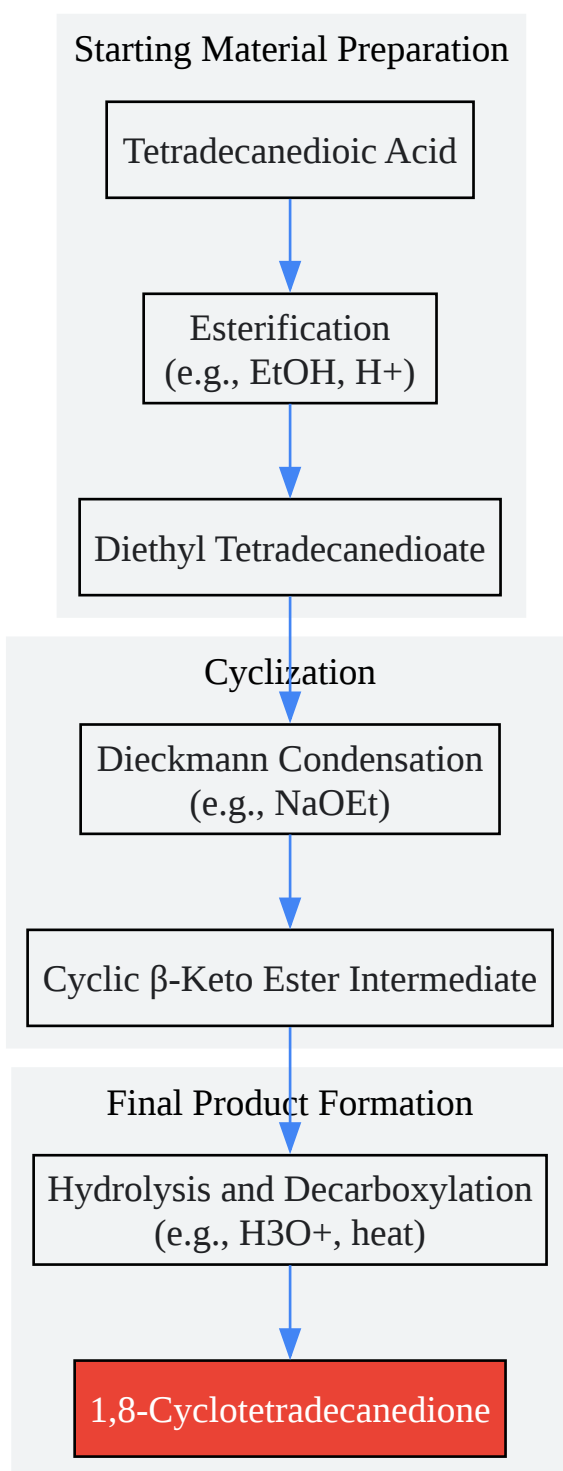 Starting Material Preparation
Tetradecanedioic Acid
Esterification
(e.g., EtOH, H+)
Diethyl Tetradecanedioate
Cyclization
Dieckmann Condensation
(e.g., NaOEt)
Cyclic β-Keto Ester Intermediate
Final Product Formation
Hydrolysis and Decarboxylation
(e.g., H3O+, heat)
1,8-Cyclotetradecanedione